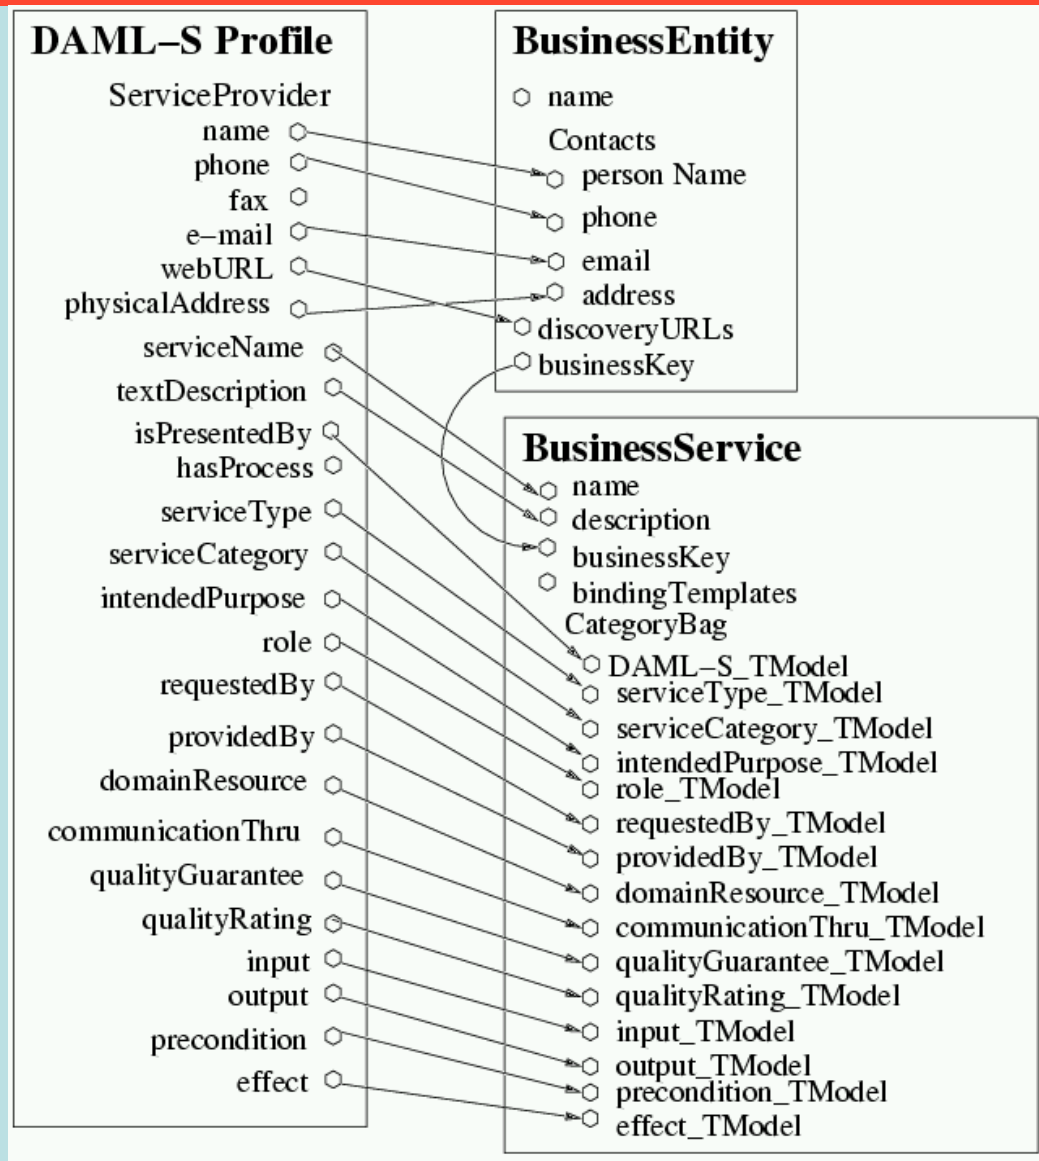 DAML–S Profile
ServiceProvider
name
phone
fax
e–mail
webURL
physicalAddress
serviceName
textDescription
isPresentedBy
hasProcess
serviceType
serviceCategory
intendedPurpose
role
requestedBy
providedBy
domainResource
communicationThru
qualityGuarantee
qualityRating
input
output
precondition
effect
BusinessEntity
name
Contacts
person Name
phone
email
address
discoveryURLs
businessKey
BusinessService
name
description
businessKey
bindingTemplates
CategoryBag
DAML–S_TModel
serviceType_TModel
serviceCategory_TModel
intendedPurpose_TModel
role_TModel
requestedBy_TModel
providedBy_TModel
domainResource_TModel
communicationThru_TModel
qualityGuarantee_TModel
qualityRating_TModel
input_TModel
output_TModel
precondition_TModel
effect_TModel